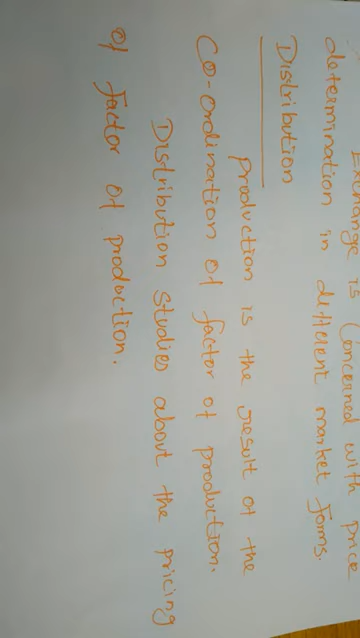 Exchange is concerned with price
determination in different market forms.
Distribution
Production is the result of the
Co-ordination of factor of production.
Distribution studies about the pricing
of factor of production.